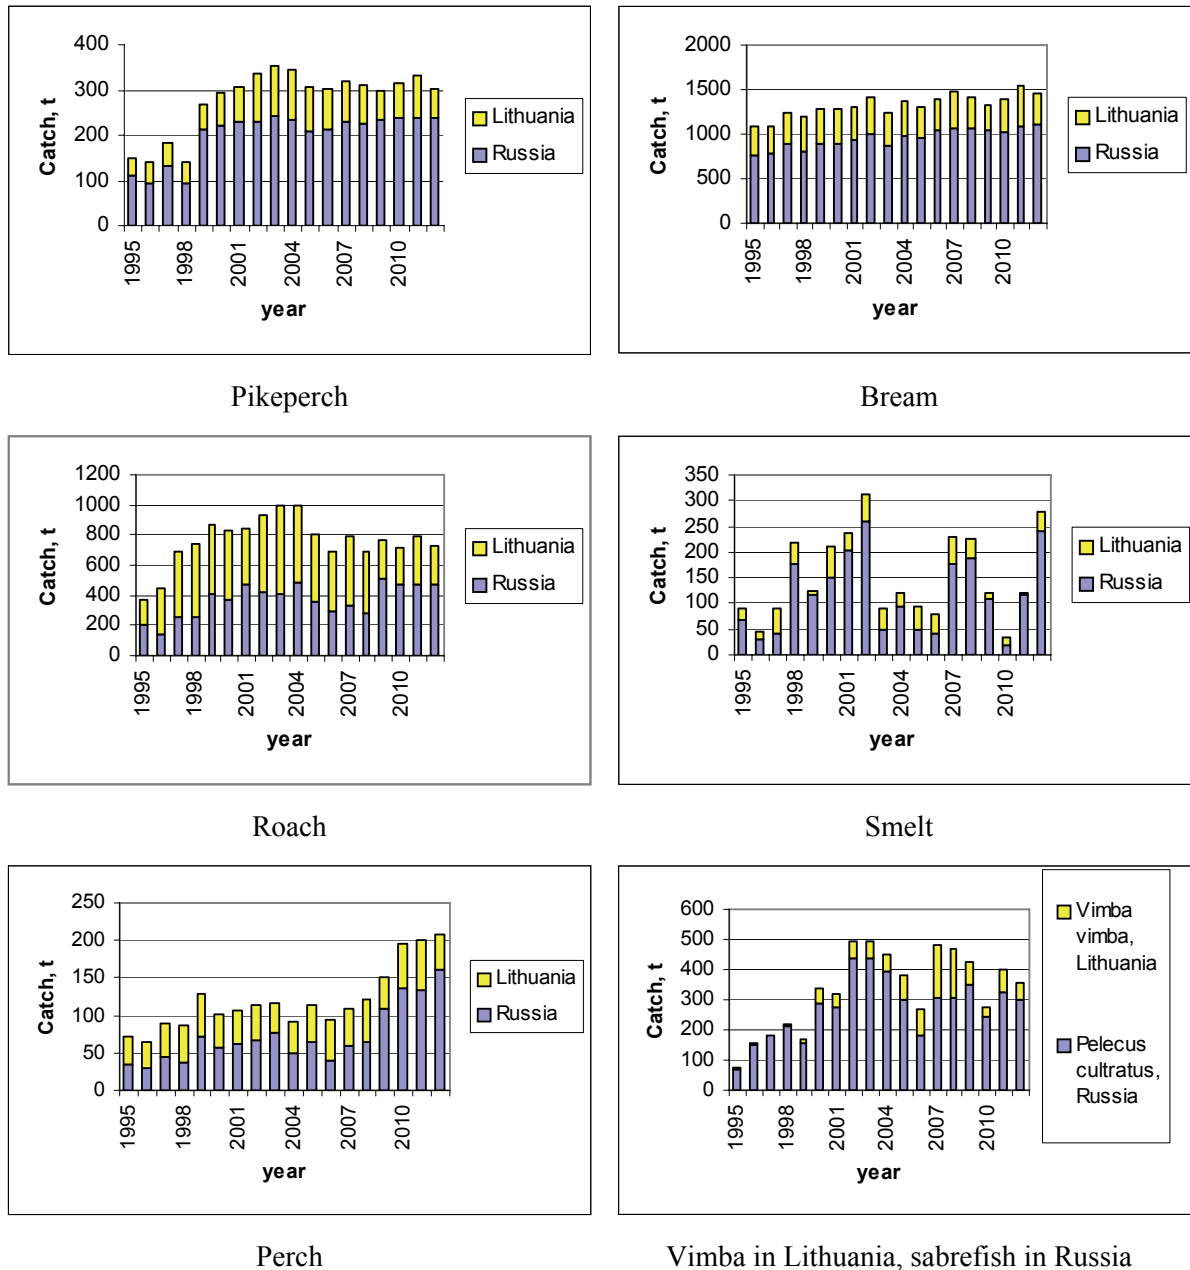 400
300
200
100
0
Catch, t
1995
1998
2001
2004
2007
2010
year
Lithuania
Russia
Pikeperch
2000
1500
1000
500
0
Catch, t
1995
1998
2001
2004
2007
2010
year
Lithuania
Russia
Bream
1200
1000
800
600
400
200
0
Catch, t
1995
1998
2001
2004
2007
2010
year
Lithuania
Russia
Roach
350
300
250
200
150
100
50
0
Catch, t
1995
1998
2001
2004
2007
2010
year
Lithuania
Russia
Smelt
250
200
150
100
50
0
Catch, t
1995
1998
2001
2004
2007
2010
year
Lithuania
Russia
Perch
600
500
400
300
200
100
0
Catch, t
1995
1998
2001
2004
2007
2010
year
Vimba
vimba,
Lithuania
Pelecus
cultratus,
Russia
Vimba in Lithuania, sabrefish in Russia